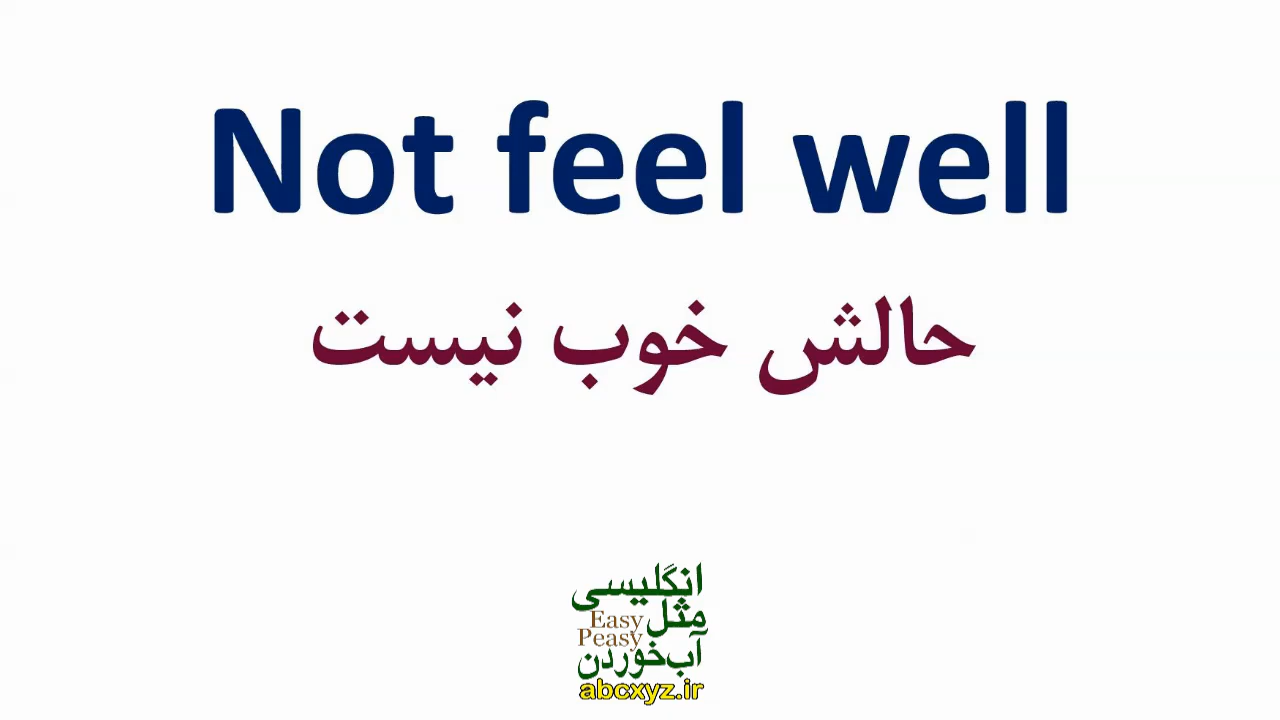 Not feel well
حالش خوب نیست
انگلیسی
مثل Easy
Peasy
آب‌خوردن
abcxyz.ir